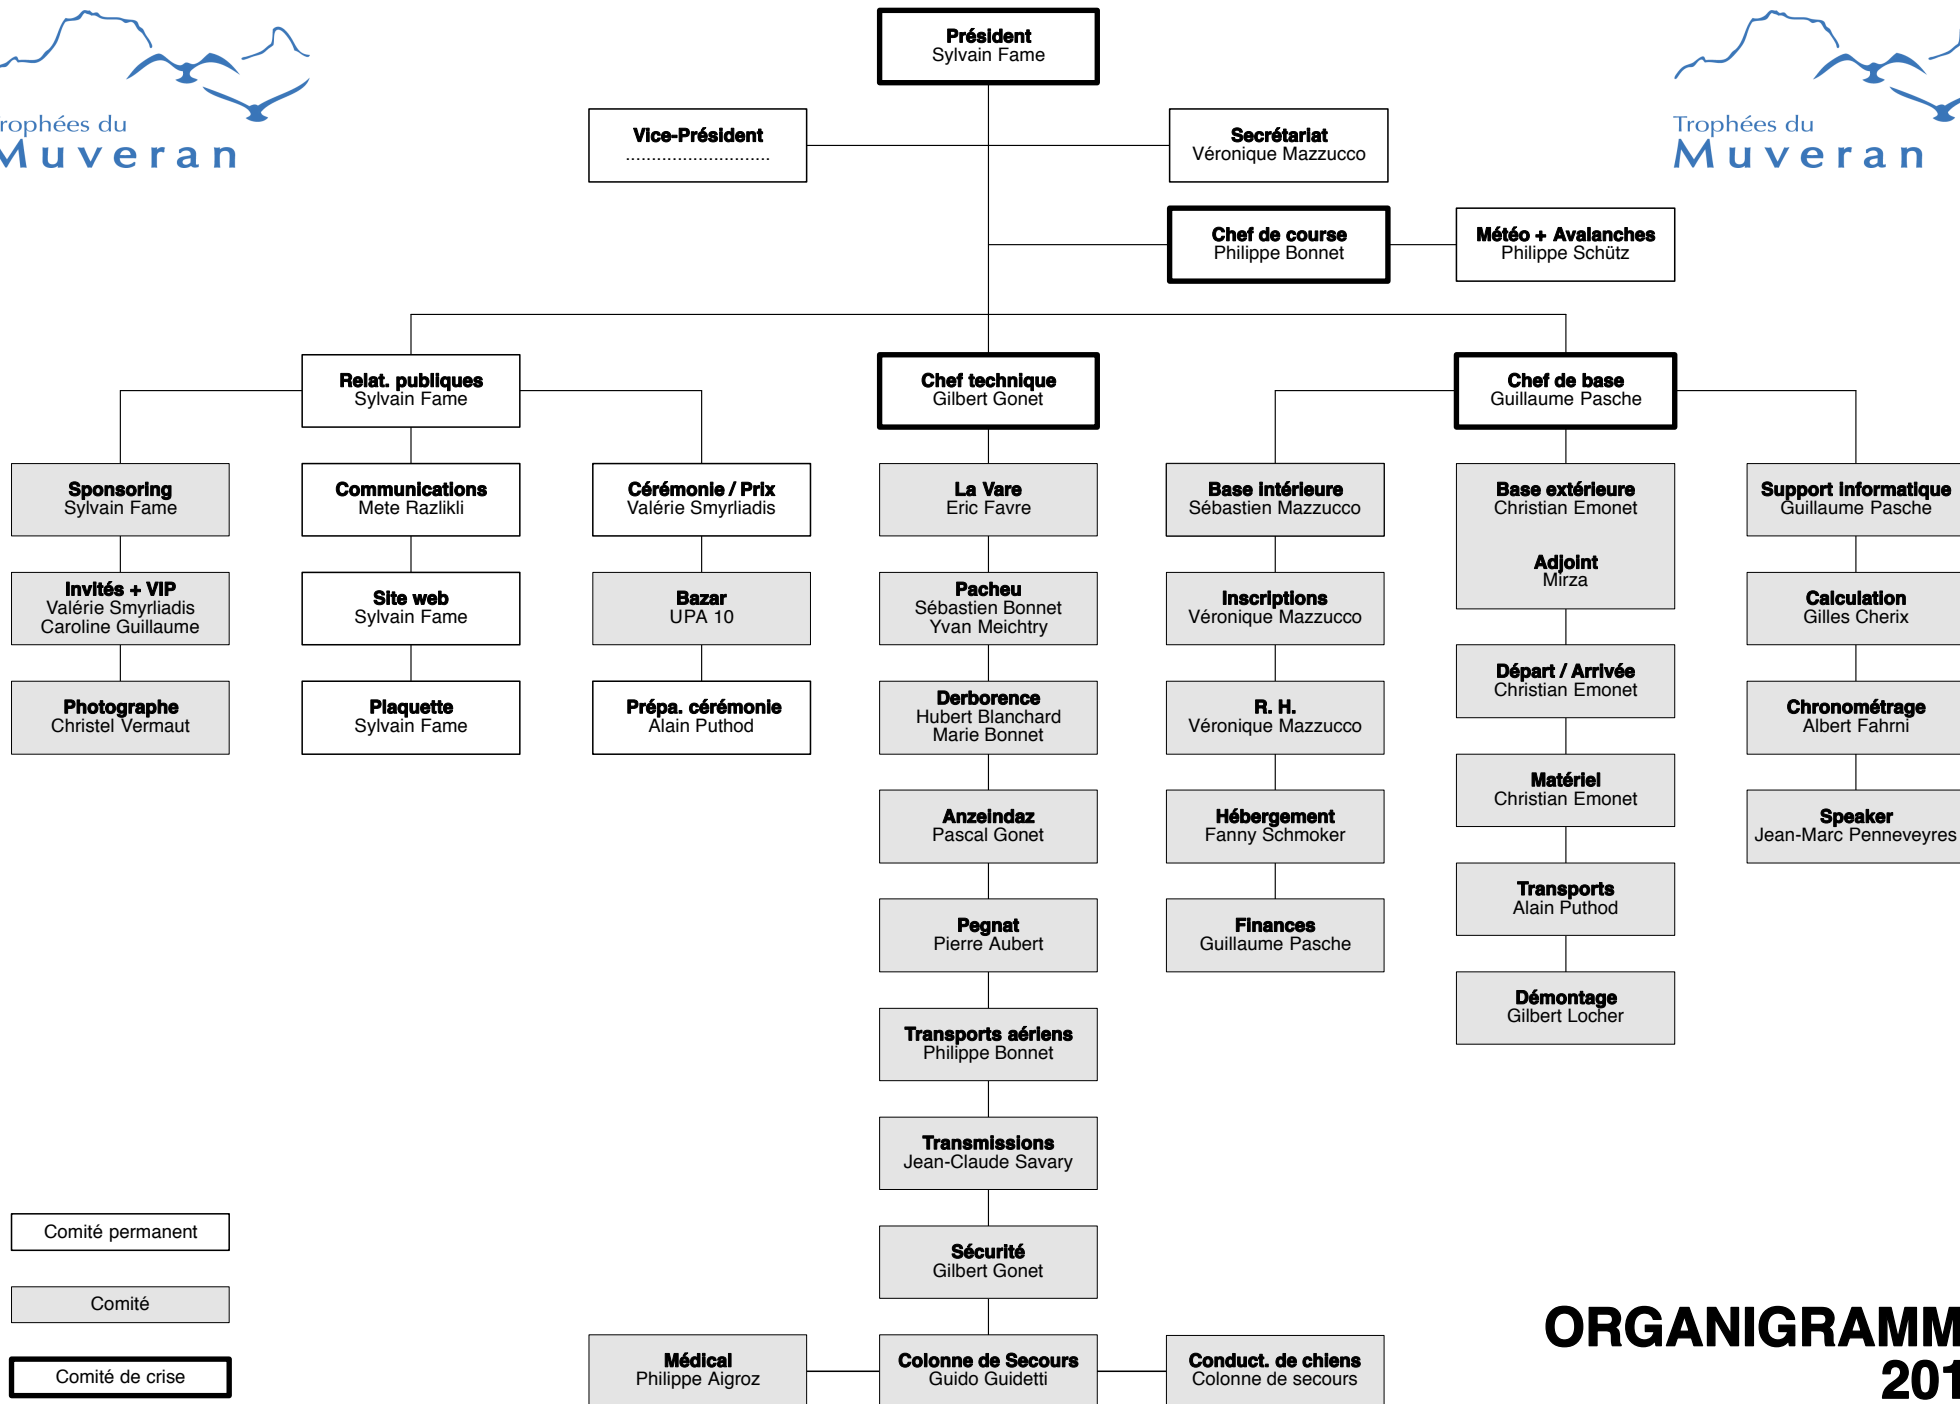 Président
Sylvain Fame
rophées du
Muveran
Trophées du
Muveran
Vice-Président
............................
Secrétariat
Véronique Mazzucco
Chef de course
Philippe Bonnet
Météo + Avalanches
Philippe Schütz
Relat. publiques
Sylvain Fame
Chef technique
Gilbert Gonet
Chef de base
Guillaume Pasche
Sponsoring
Sylvain Fame
Communications
Mete Razlikli
Cérémonie / Prix
Valérie Smyrliadis
La Vare
Eric Favre
Base intérieure
Sébastien Mazzucco
Base extérieure
Christian Emonet
Adjoint
Mirza
Support informatique
Guillaume Pasche
Invités + VIP
Valérie Smyrliadis
Caroline Guillaume
Site web
Sylvain Fame
Bazar
UPA 10
Pacheu
Sébastien Bonnet
Yvan Meichtry
Inscriptions
Véronique Mazzucco
Calculation
Gilles Cherix
Photographe
Christel Vermaut
Plaquette
Sylvain Fame
Prépa. cérémonie
Alain Puthod
Derborence
Hubert Blanchard
Marie Bonnet
R. H.
Véronique Mazzucco
Départ / Arrivée
Christian Emonet
Chronométrage
Albert Fahrni
Anzeindaz
Pascal Gonet
Hébergement
Fanny Schmoker
Matériel
Christian Emonet
Speaker
Jean-Marc Penneveyres
Pegnat
Pierre Aubert
Finances
Guillaume Pasche
Transports
Alain Puthod
Transports aériens
Philippe Bonnet
Démontage
Gilbert Locher
Transmissions
Jean-Claude Savary
Sécurité
Gilbert Gonet
Médical
Philippe Aigroz
Colonne de Secours
Guido Guidetti
Conduct. de chiens
Colonne de secours
Comité permanent
Comité
Comité de crise
ORGANIGRAMM
201